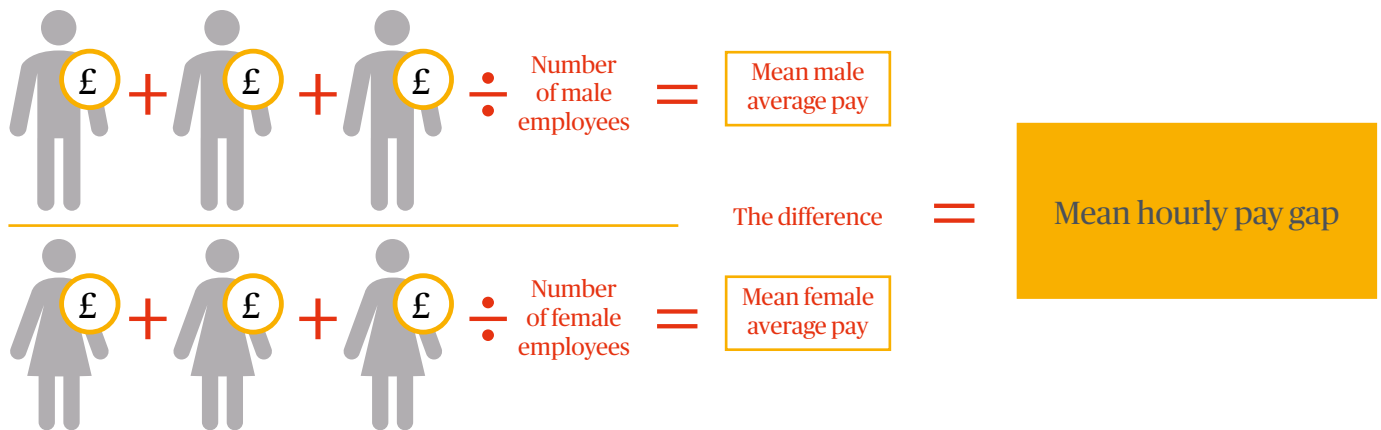 £ + £ + £ ÷ Number
of male
employees
= Mean male
average pay
The difference = Mean hourly pay gap
£ + £ + £ ÷ Number
of female
employees
= Mean female
average pay